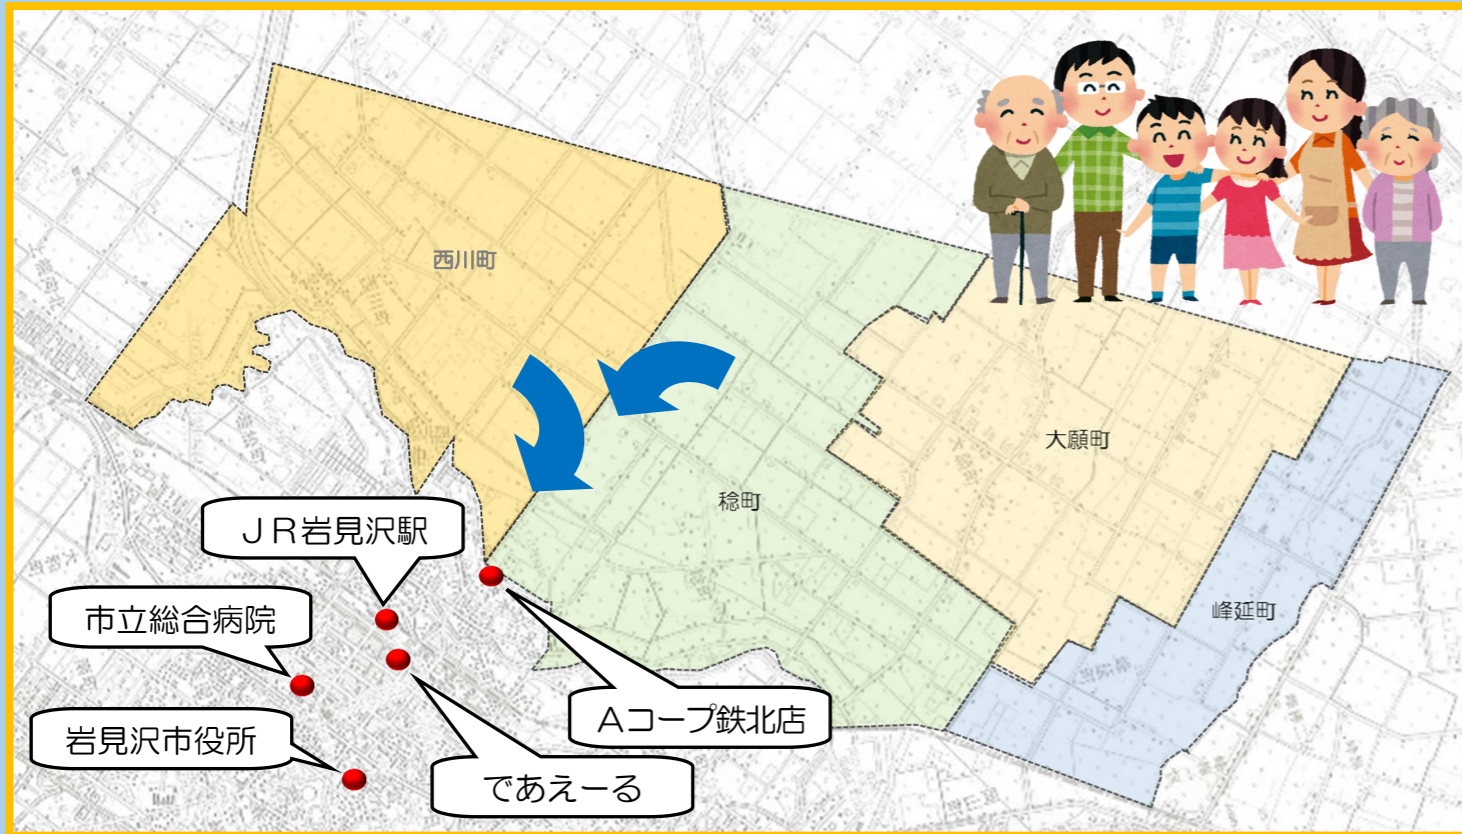 西川町
大願町
稔町
峰延町
JR岩見沢駅
市立総合病院
Aコープ鉄北店
岩見沢市役所
であえーる